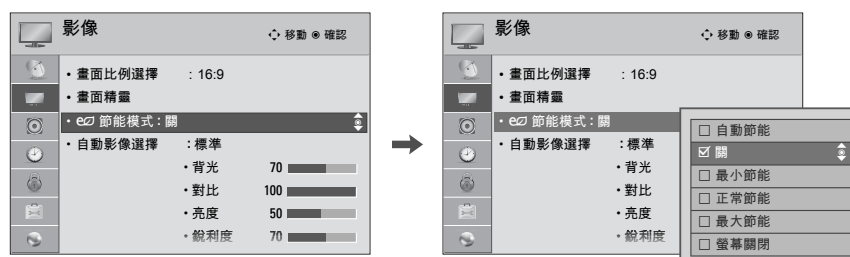 影像 移動 確認
・畫面比例選擇 : 16:9
・畫面精靈
・e 節能模式 : 關
・自動影像選擇 : 標準
・背光 70
・對比 100
・亮度 50
・銳利度 70
影像 移動 確認
・畫面比例選擇 : 16:9
・畫面精靈
・e 節能模式 : 關
・自動影像選擇 : 標準
・背光
・對比
・亮度
・銳利度
自動節能
關
最小節能
正常節能
最大節能
螢幕關閉